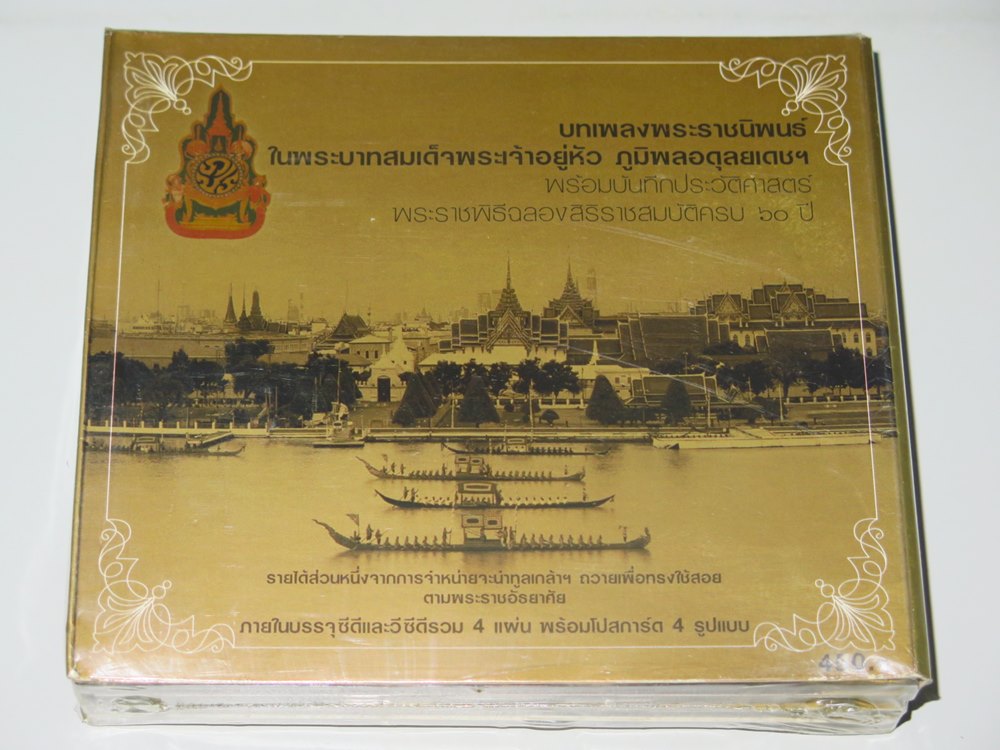 บทเพลงพระราชนิพนธ์
ในพระบาทสมเด็จพระเจ้าอยู่หัว ภูมิพลอดุลยเดชฯ
พร้อมบันทึกประวัติศาสตร์
พระราชพิธีฉลองสิริราชสมบัติครบ ๖๐ ปี
รายได้ส่วนหนึ่งจากการจำหน่ายจะนำทูลเกล้าฯ ถวายเพื่อทรงใช้สอย
ตามพระราชอัธยาศัย
ภายในบรรจุซีดีและวีซีดีรวม 4 แผ่น พร้อมโปสการ์ด 4 รูปแบบ